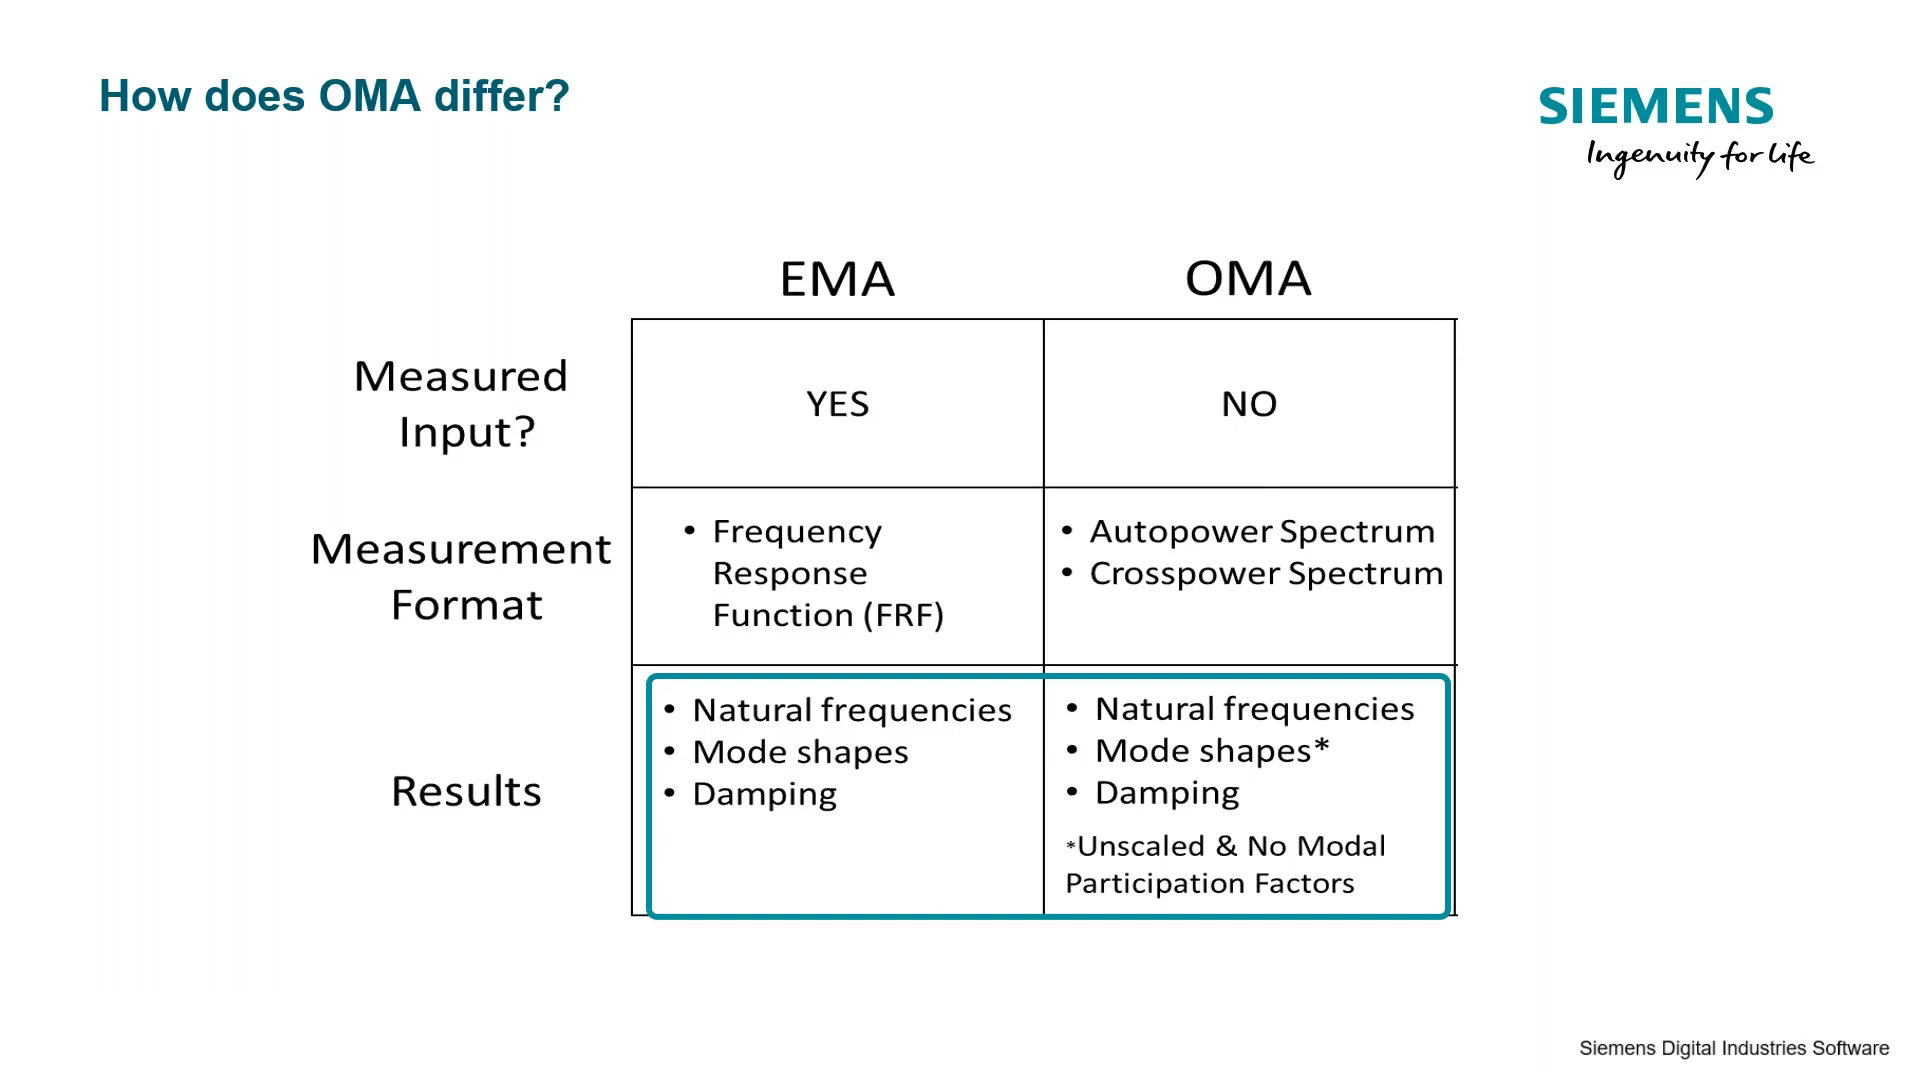 How does OMA differ?
SIEMENS
Ingenuity for life
EMA
OMA
Measured
Input?
YES
NO
Measurement
Format
• Frequency
Response
Function (FRF)
• Autopower Spectrum
• Crosspower Spectrum
Results
• Natural frequencies
• Mode shapes
• Damping
• Natural frequencies
• Mode shapes*
• Damping
*Unscaled & No Modal
Participation Factors
Siemens Digital Industries Software